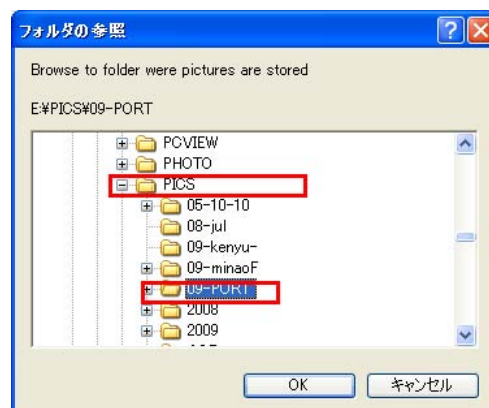 フォルダの参照
Browse to folder were pictures are stored
E:¥PICS¥09-PORT
PCVIEW
PHOTO
PICS
05-10-10
08-jul
09-kenyu-
09-minaoF
09-PORT
2008
2009
OK
キャンセル